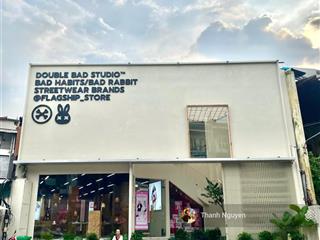 DOUBLE BAD STUDIO™
BAD HABITS/BAD RABBIT
STREETWEAR BRANDS
@FLAGSHIP_STORE
Thanh Nguyen